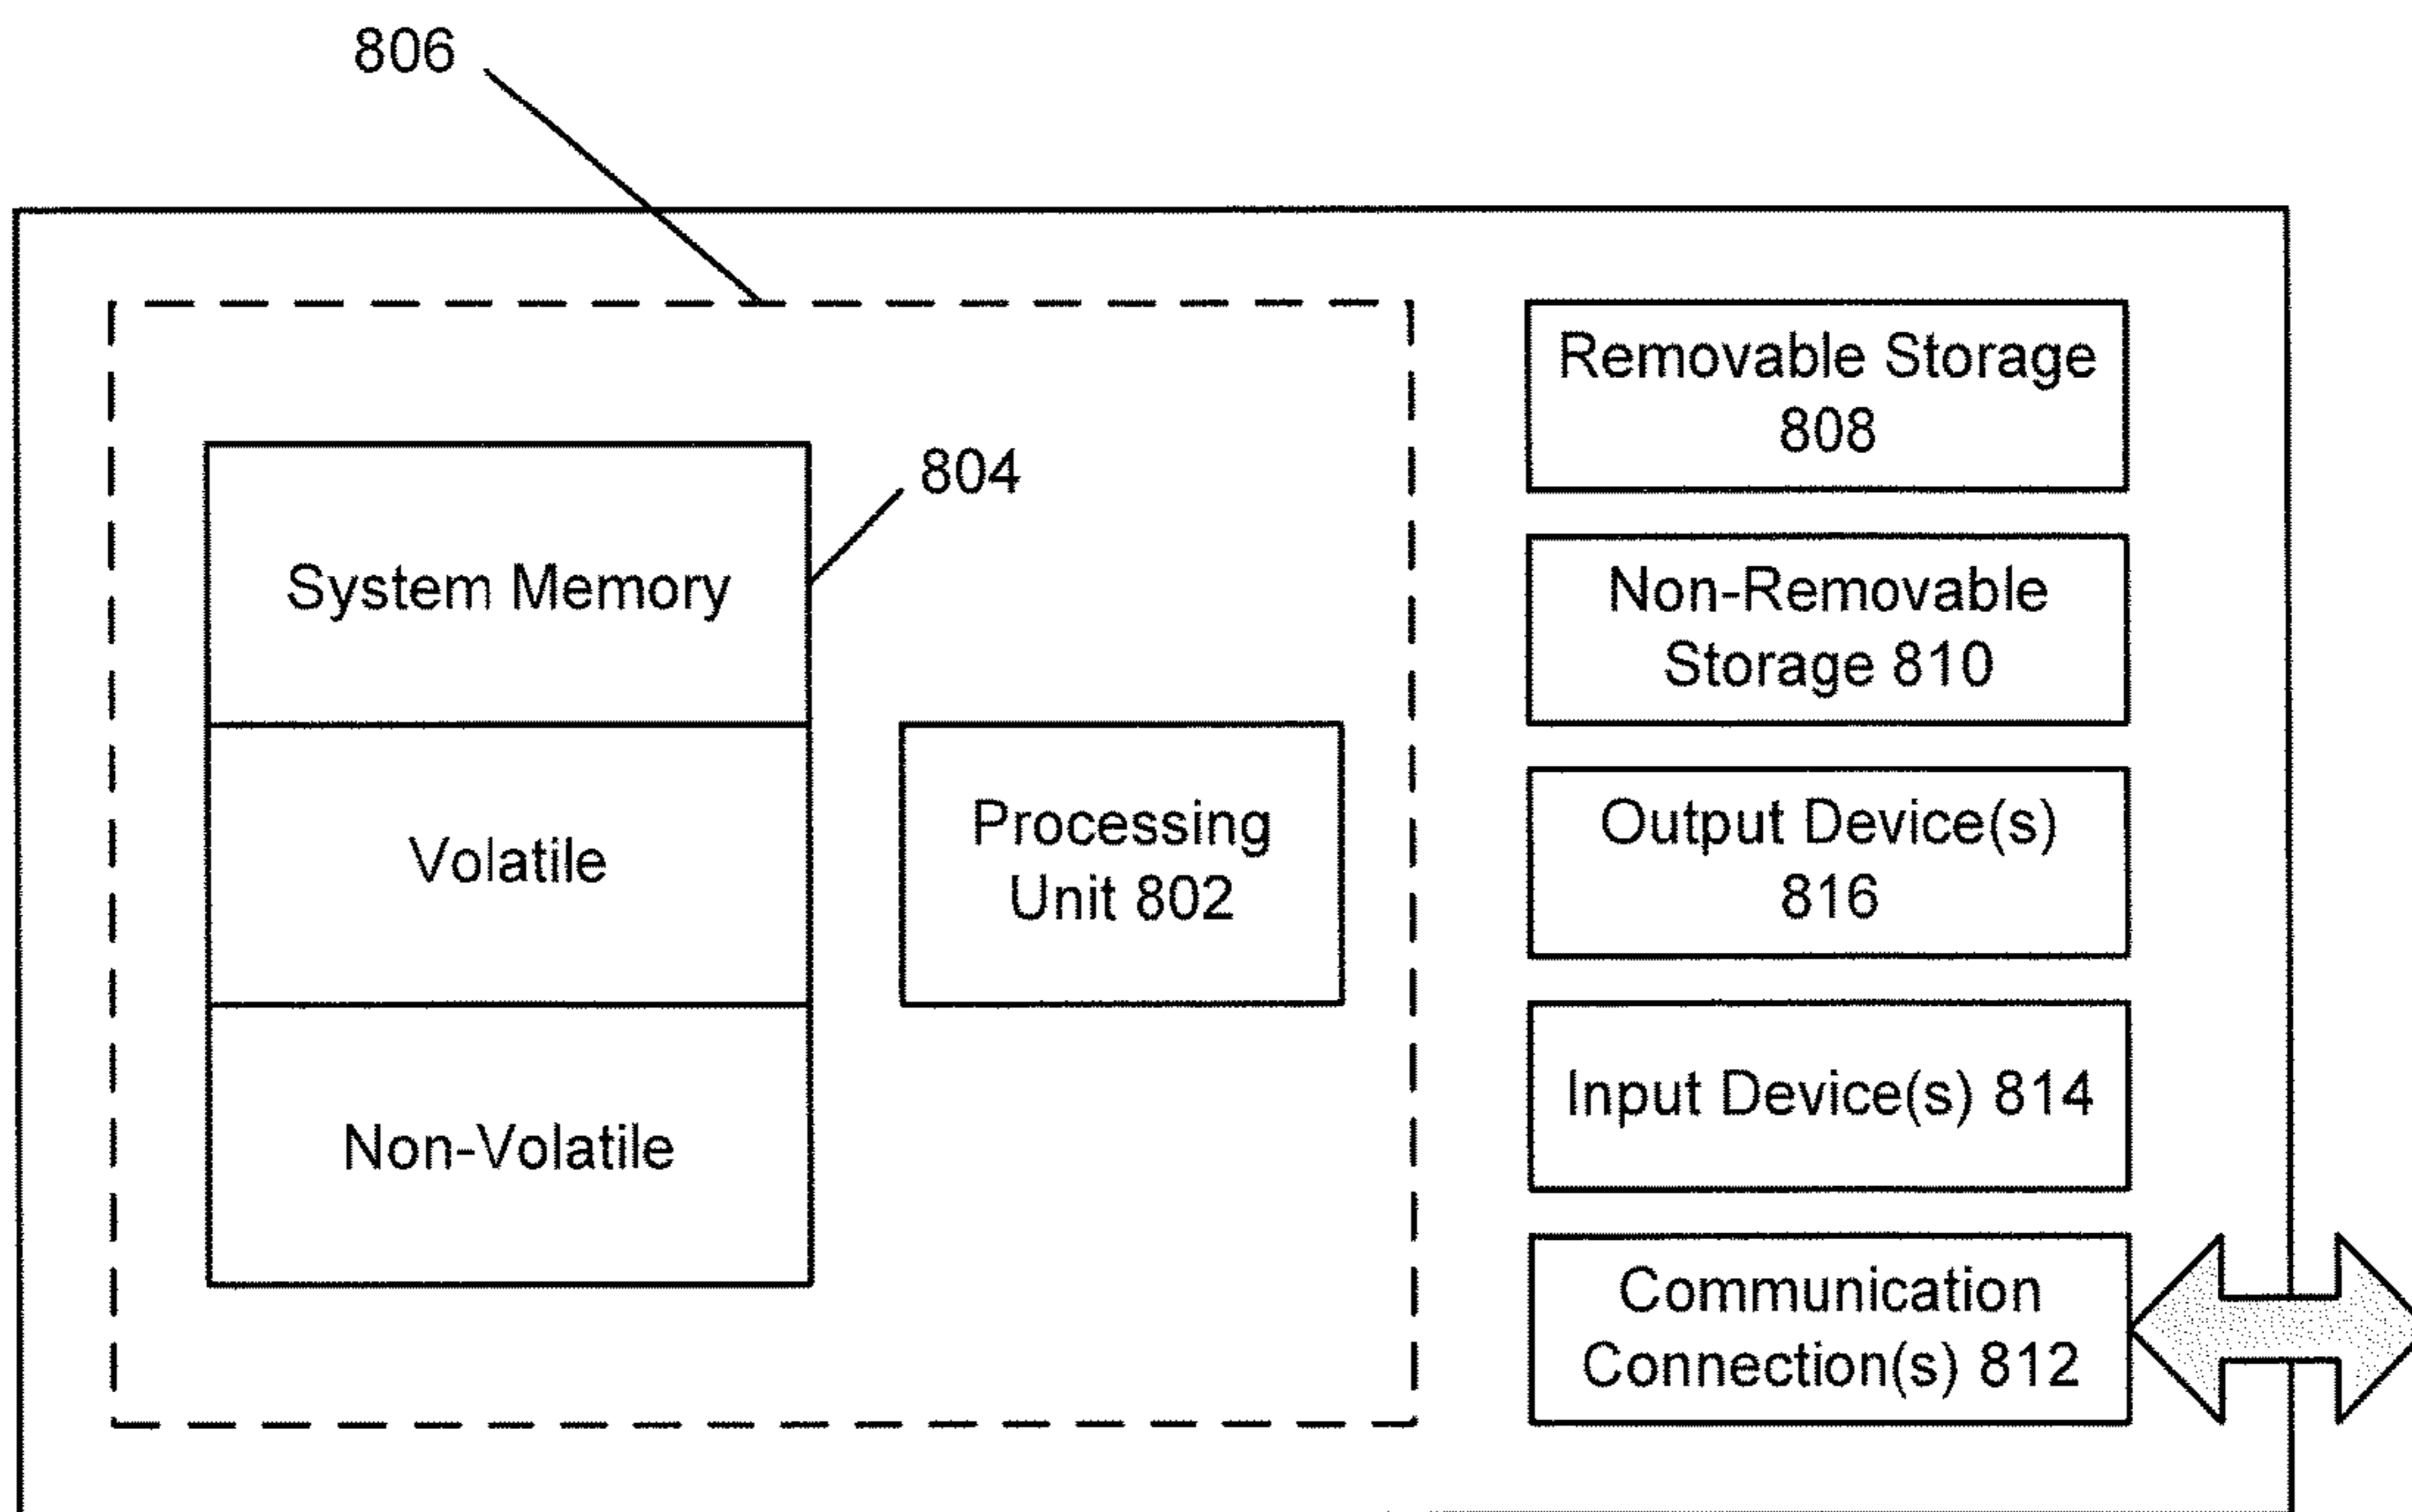 806
804
System Memory
Volatile
Non-Volatile
Processing
Unit 802
Removable Storage
808
Non-Removable
Storage 810
Output Device(s)
816
Input Device(s) 814
Communication
Connection(s) 812